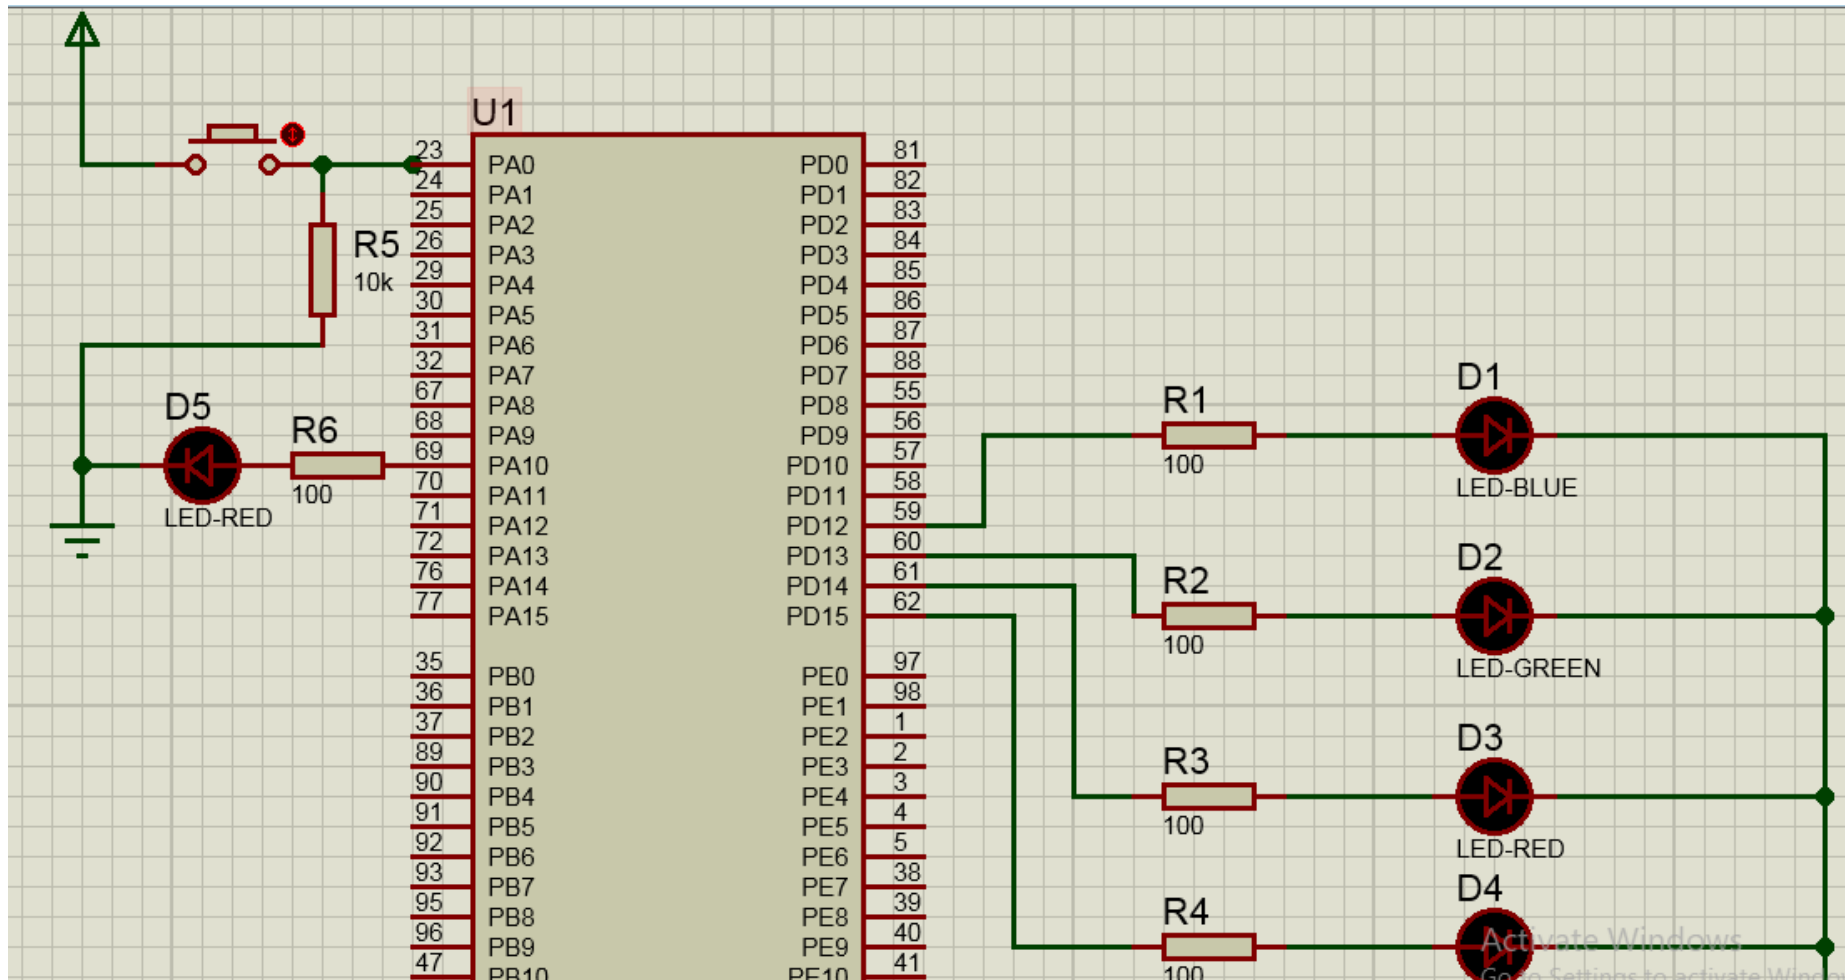 U1
23 PA0 PD0 81
24 PA1 PD1 82
25 PA2 PD2 83
26 PA3 PD3 84
29 PA4 PD4 85
30 PA5 PD5 86
31 PA6 PD6 87
32 PA7 PD7 88
67 PA8 PD8 55
68 PA9 PD9 56
69 PA10 PD10 57
70 PA11 PD11 58
71 PA12 PD12 59
72 PA13 PD13 60
76 PA14 PD14 61
77 PA15 PD15 62
35 PB0 PE0 97
36 PB1 PE1 98
37 PB2 PE2 1
89 PB3 PE3 2
90 PB4 PE4 3
91 PB5 PE5 4
92 PB6 PE6 5
93 PB7 PE7 38
95 PB8 PE8 39
96 PB9 PE9 40
47 PB10 PE10 41
R5
10k
D5
LED-RED
R6
100
R1
100
D1
LED-BLUE
R2
100
D2
LED-GREEN
R3
100
D3
LED-RED
R4
100
D4
Activate Windows
Go to Settings to activate Windo